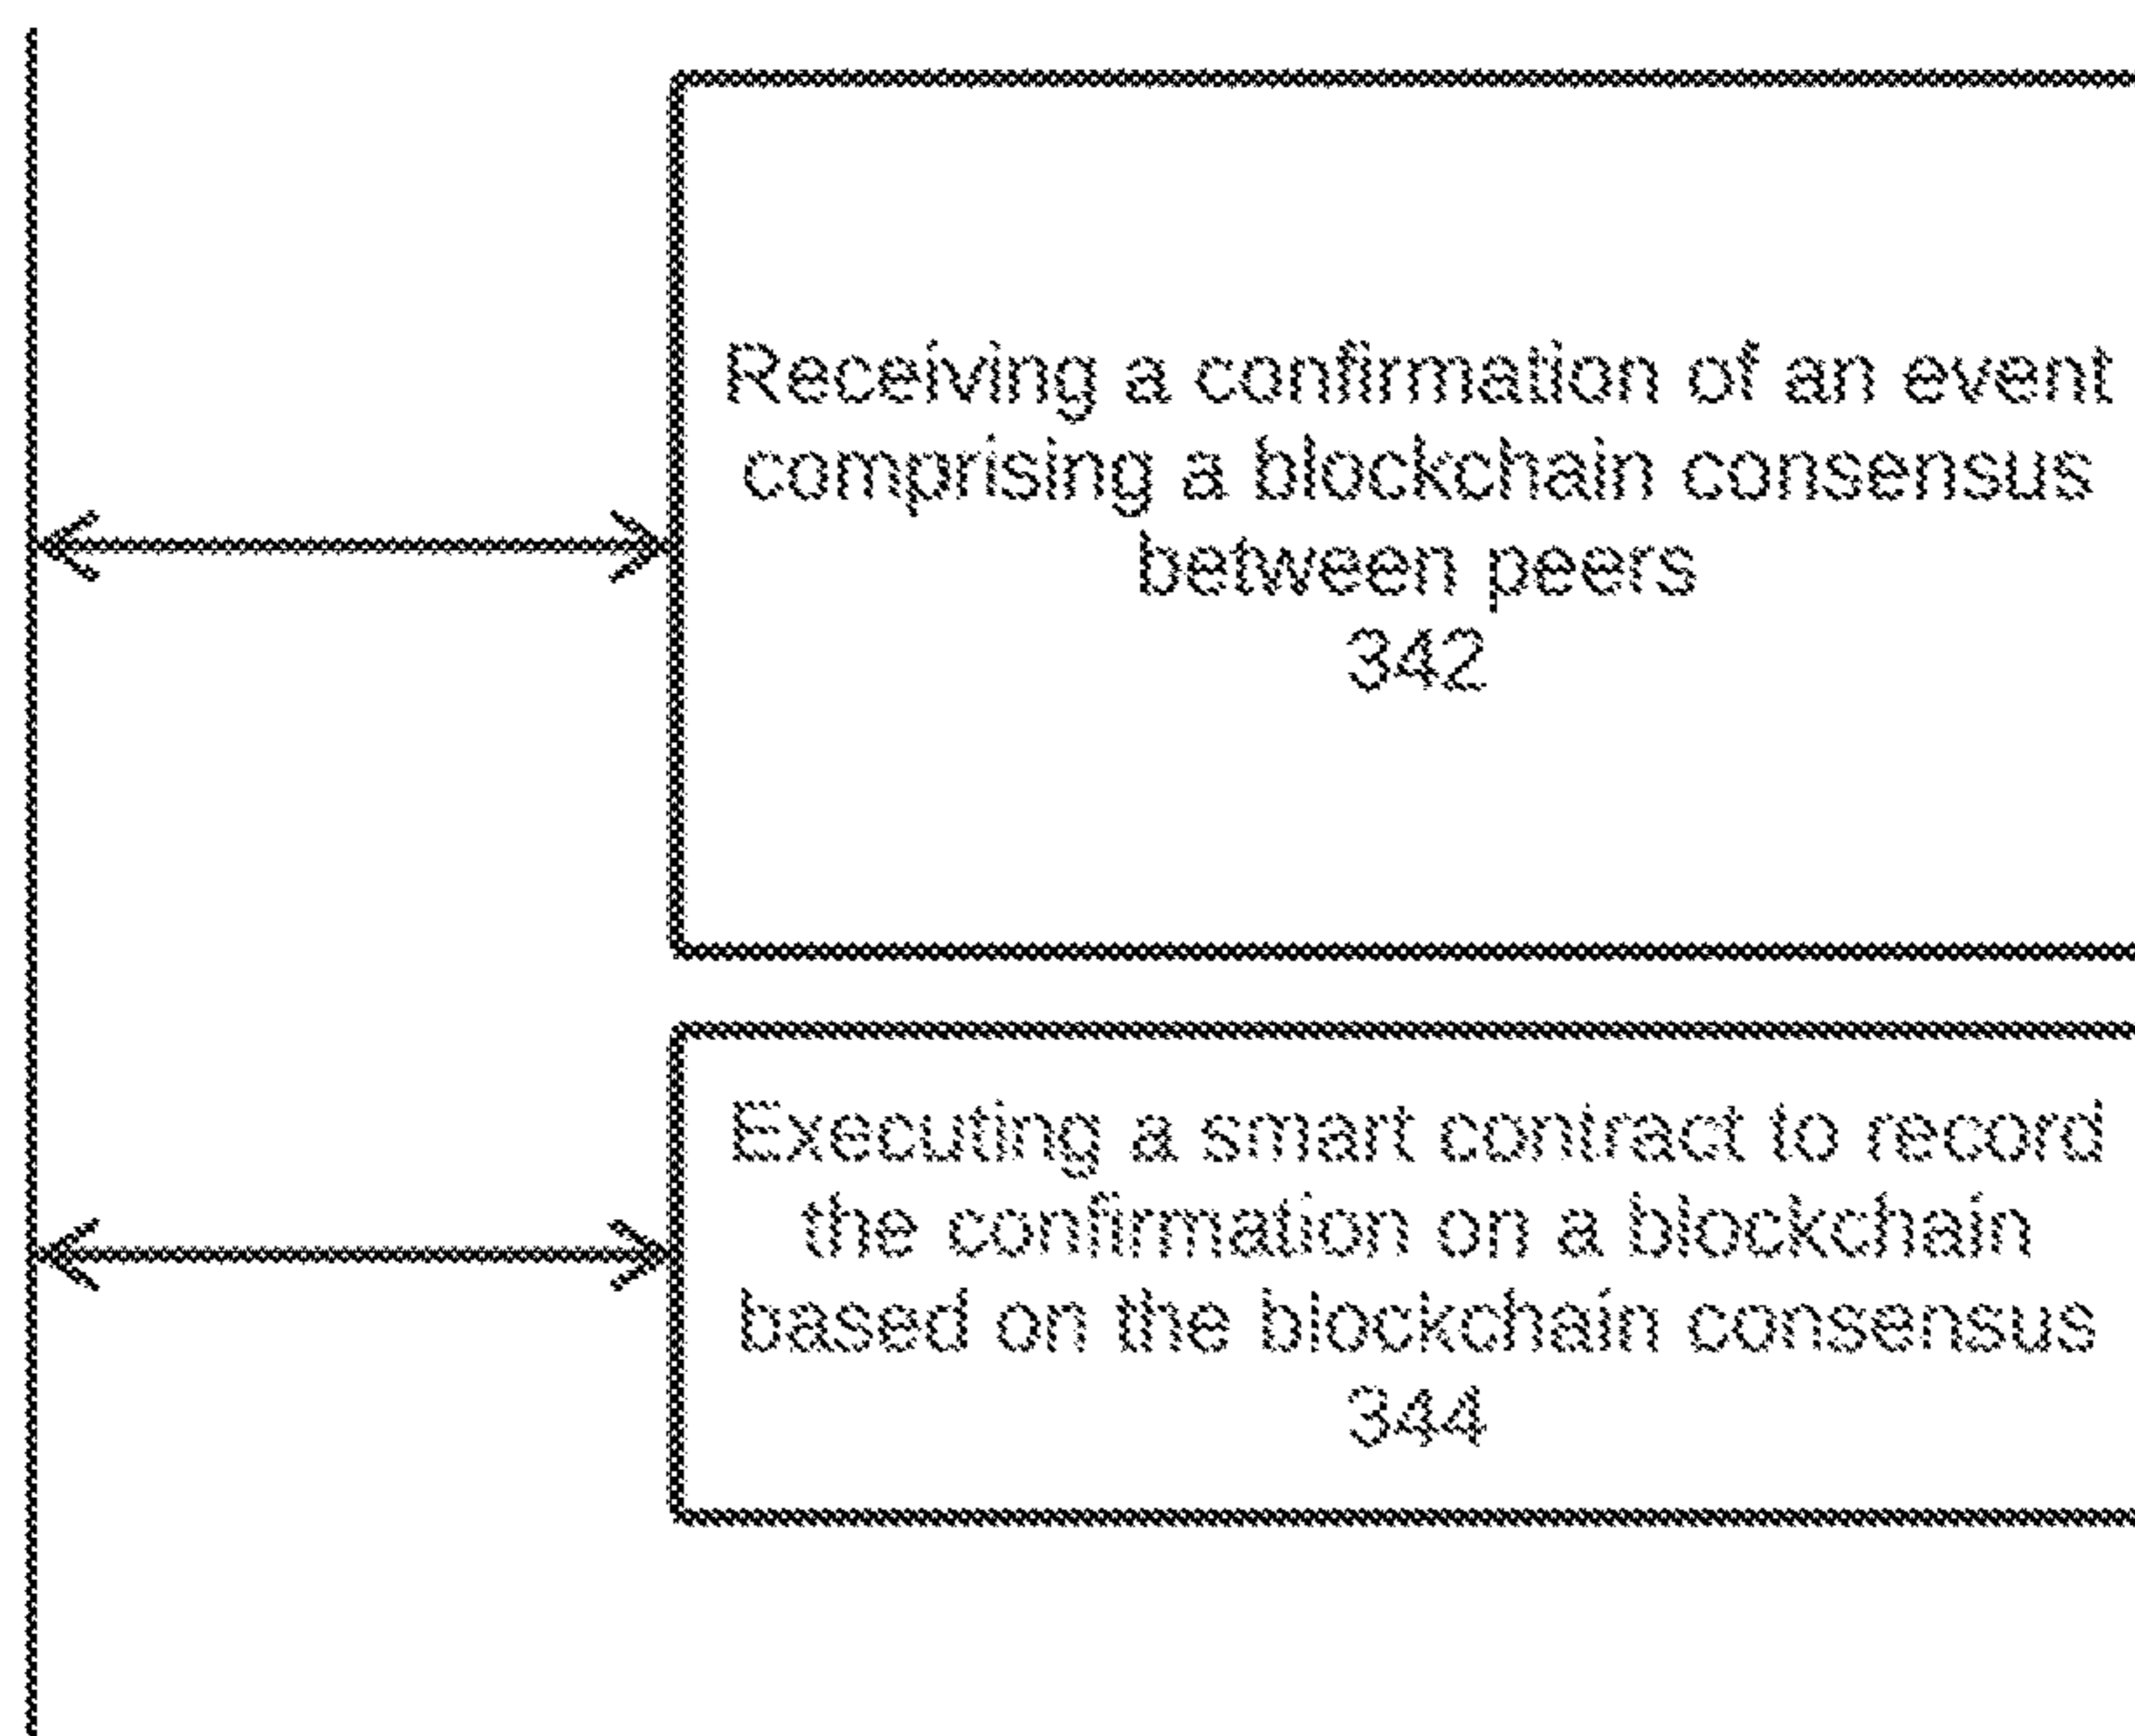 Receiving a confirmation of an event
comprising a blockchain consensus
between peers
342
Executing a smart contract to record
the confirmation on a blockchain
based on the blockchain consensus
344